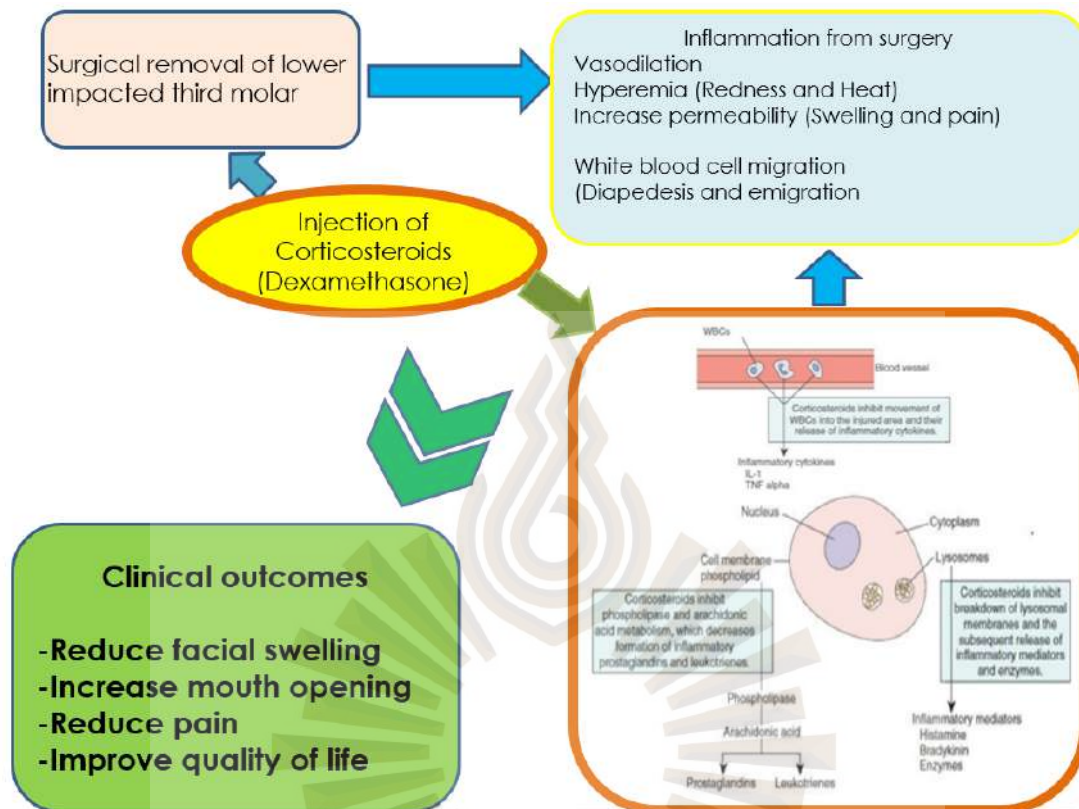 Surgical removal of lower
impacted third molar
Inflammation from surgery
Vasodilation
Hyperemia (Redness and Heat)
Increase permeability (Swelling and pain)
White blood cell migration
(Diapedesis and emigration
Injection of
Corticosteroids
(Dexamethasone)
WBCs
Blood vessel
Corticosteroids inhibit movement of
WBCs into the injured area and their
release of inflammatory cytokines.
Inflammatory cytokines
IL-1
TNF alpha
Nucleus
Cytoplasm
Cell membrane
phospholipid
Lysosomes
Corticosteroids inhibit
phospholipase and arachidonic
acid metabolism, which decreases
formation of inflammatory
prostaglandins and leukotrienes.
Corticosteroids inhibit
breakdown of lysosomal
membranes and the
subsequent release of
inflammatory mediators
and enzymes.
Phospholipase
Arachidonic acid
Prostaglandins
Leukotrienes
Inflammatory mediators
Histamine
Bradykinin
Enzymes
Clinical outcomes
-Reduce facial swelling
-Increase mouth opening
-Reduce pain
-Improve quality of life